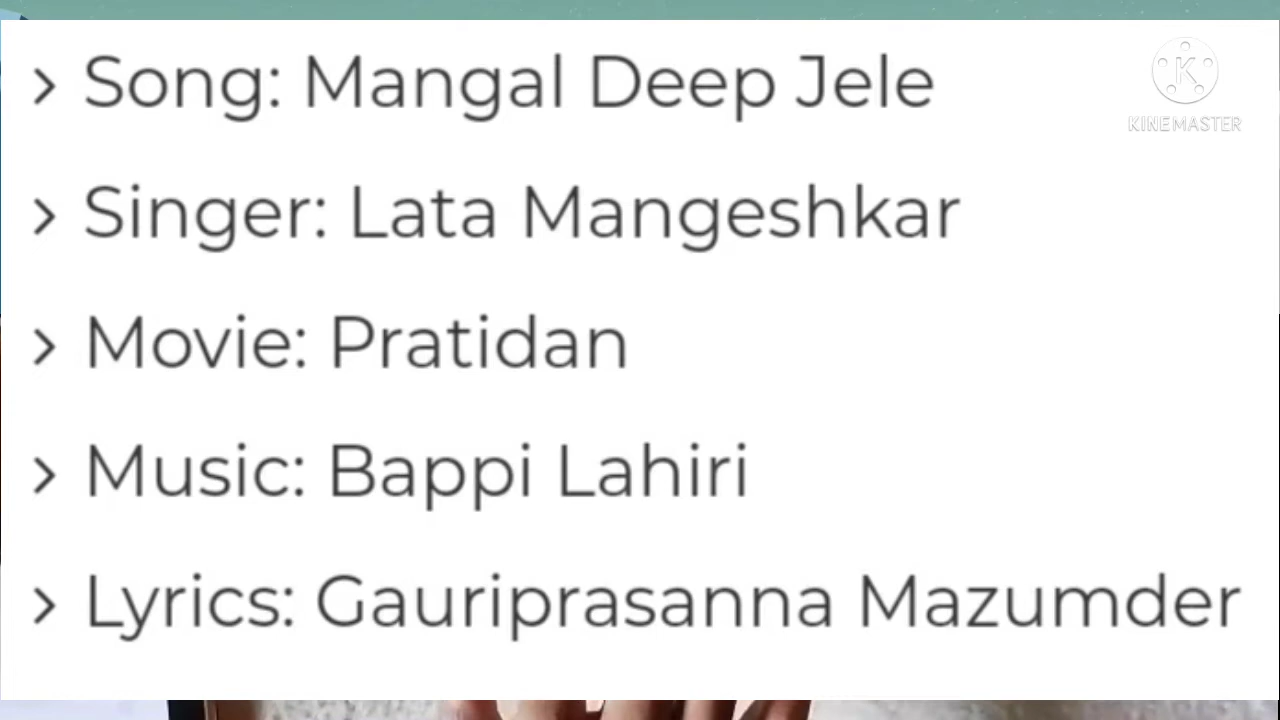 > Song: Mangal Deep Jele
KINEMASTER
> Singer: Lata Mangeshkar
> Movie: Pratidan
> Music: Bappi Lahiri
> Lyrics: Gauriprasanna Mazumder